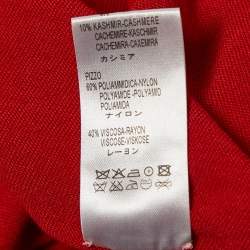 10% KASHMIR-CASHMERE
CACHEMIRE-KASCHMIR
CACHEMIRA-CAXEMIRA
カシミア
PIZZO
60% POLIAMMIDICA-NYLON
POLYAMIDE-POLYAMID
POLIAMIDA
ナイロン
40% VISCOSA-RAYON
VISCOSE-VISKOSE
レーヨン